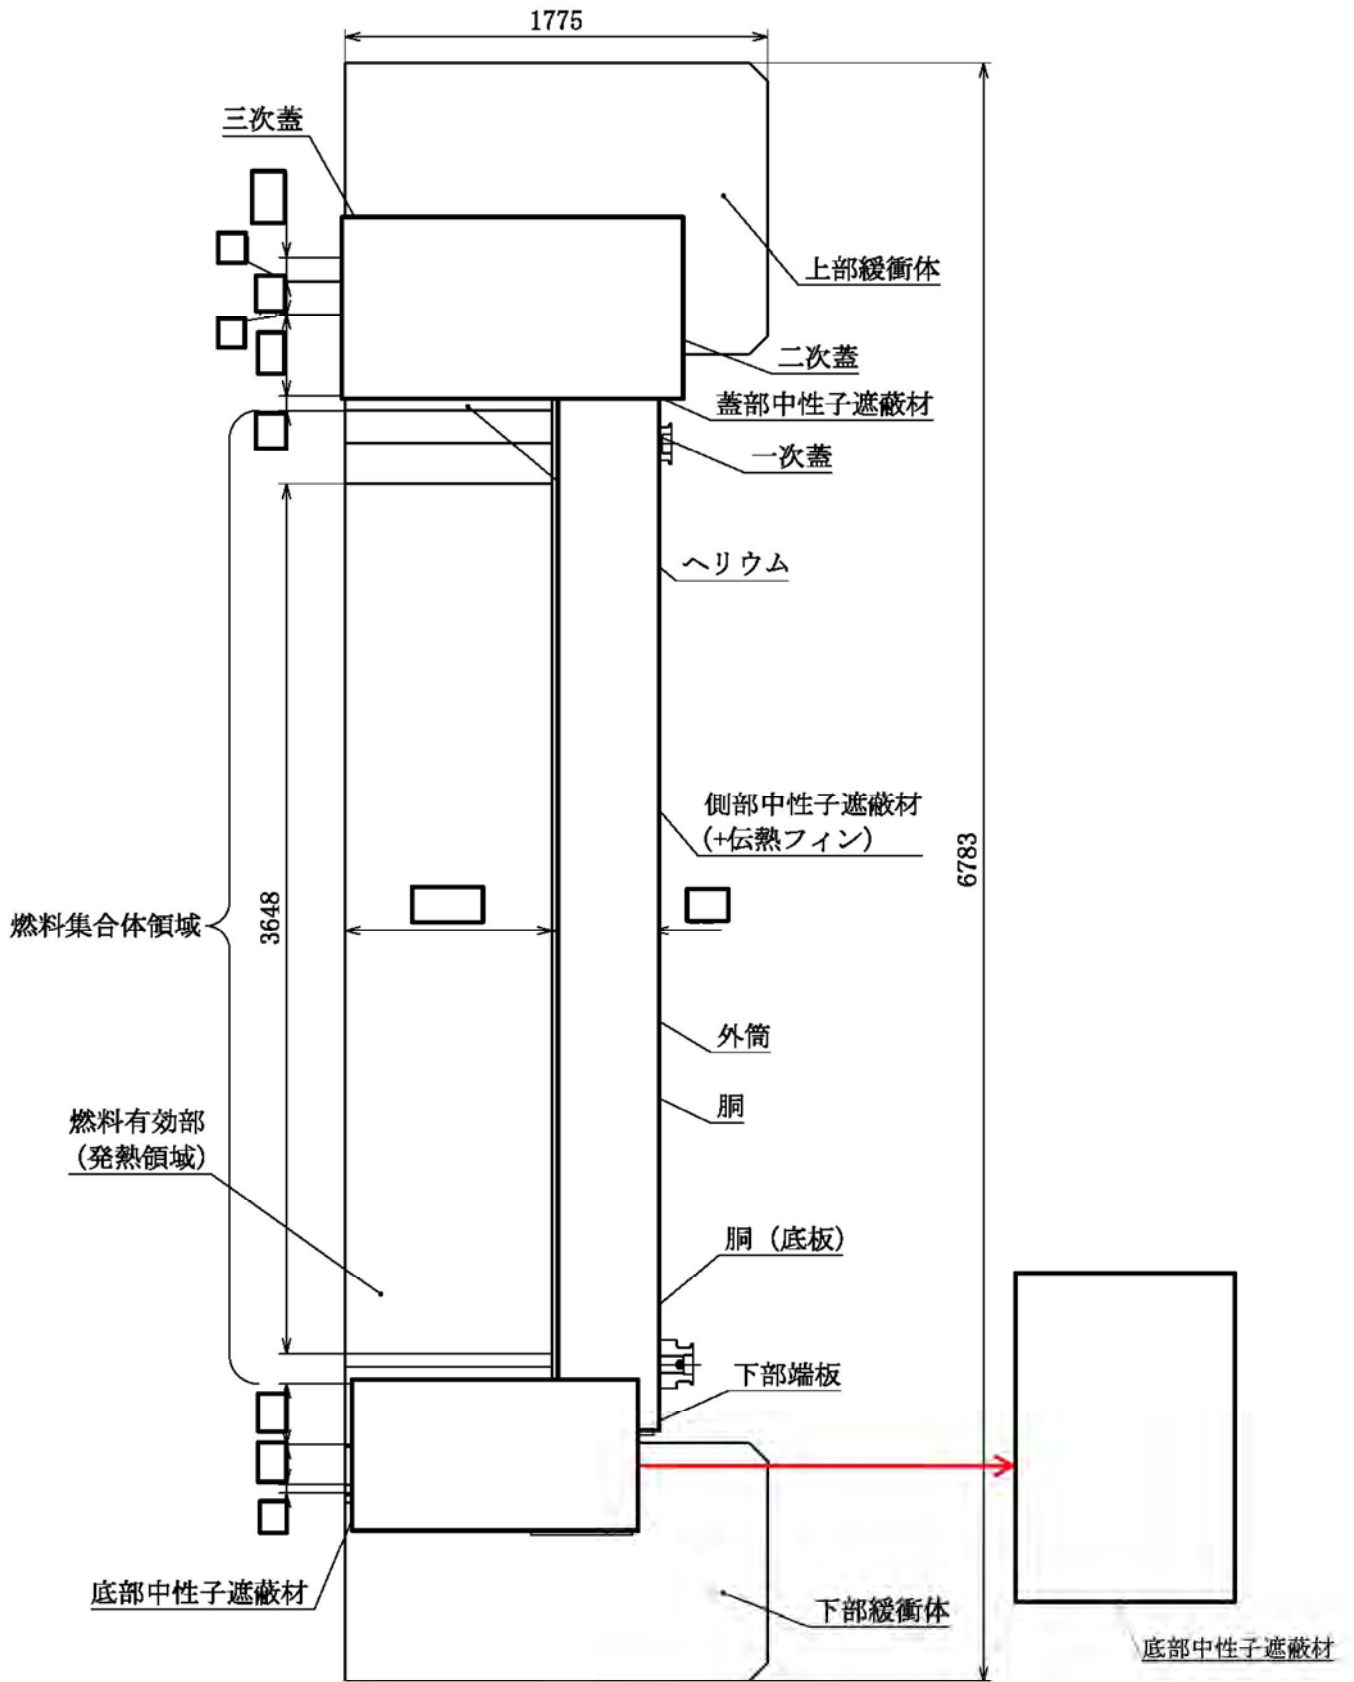 1775
三次蓋
上部緩衝体
二次蓋
蓋部中性子遮蔽材
一次蓋
ヘリウム
側部中性子遮蔽材
(+伝熱フィン)
6783
燃料集合体領域
3648
外筒
胴
燃料有効部
(発熱領域)
胴（底板）
下部端板
底部中性子遮蔽材
下部緩衝体
底部中性子遮蔽材